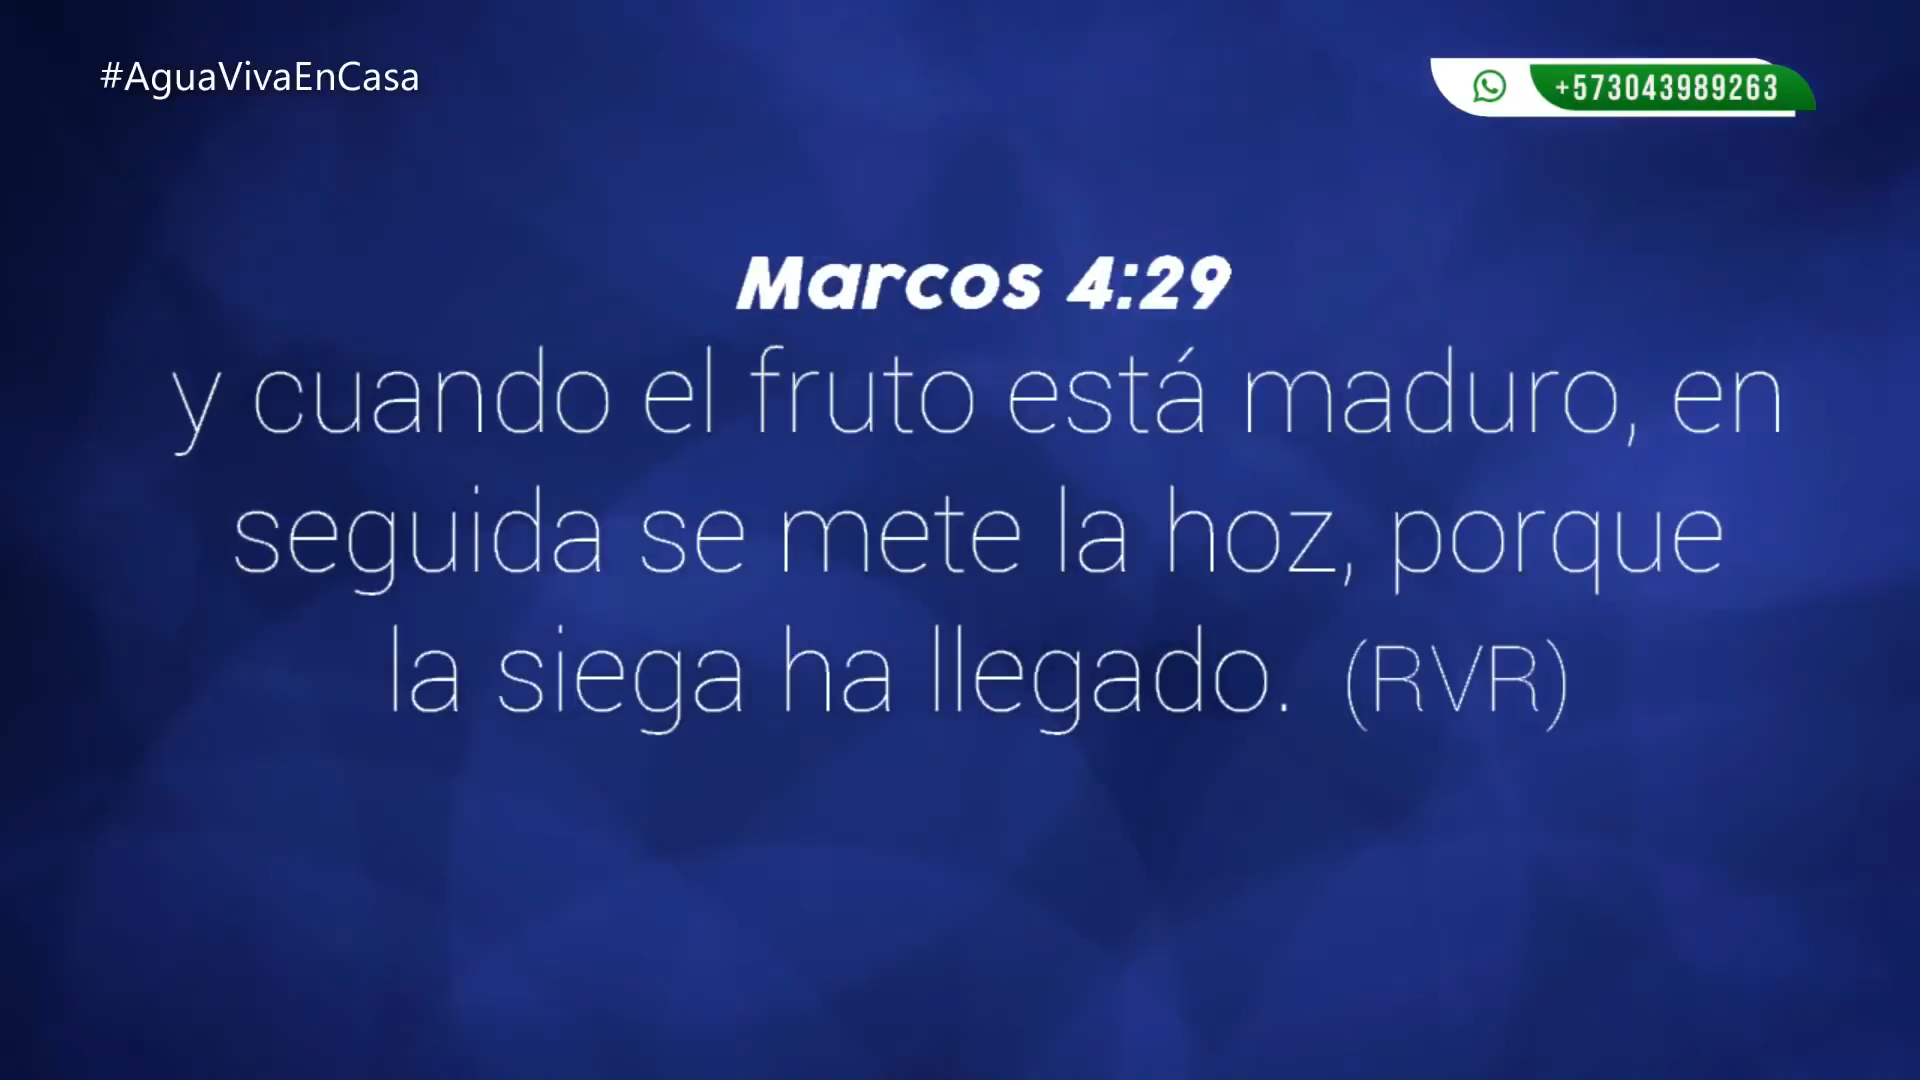 #AguaVivaEnCasa
+573043989263
Marcos 4:29
y cuando el fruto está maduro, en
seguida se mete la hoz, porque
la siega ha llegado. (RVR)